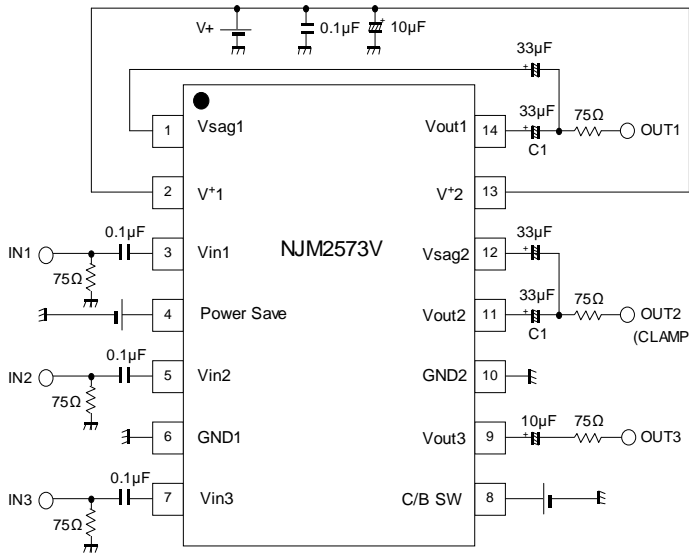 V+
0.1µF
10µF
33µF
33µF
C1
75Ω
OUT1
1
Vsag1
Vout1
14
2
V+1
V+2
13
NJM2573V
IN1
0.1µF
75Ω
3
Vin1
Vsag2
12
33µF
4
Power Save
Vout2
11
33µF
C1
75Ω
OUT2
(CLAMP
IN2
0.1µF
75Ω
5
Vin2
GND2
10
6
GND1
Vout3
9
10µF
75Ω
OUT3
IN3
0.1µF
75Ω
7
Vin3
C/B SW
8